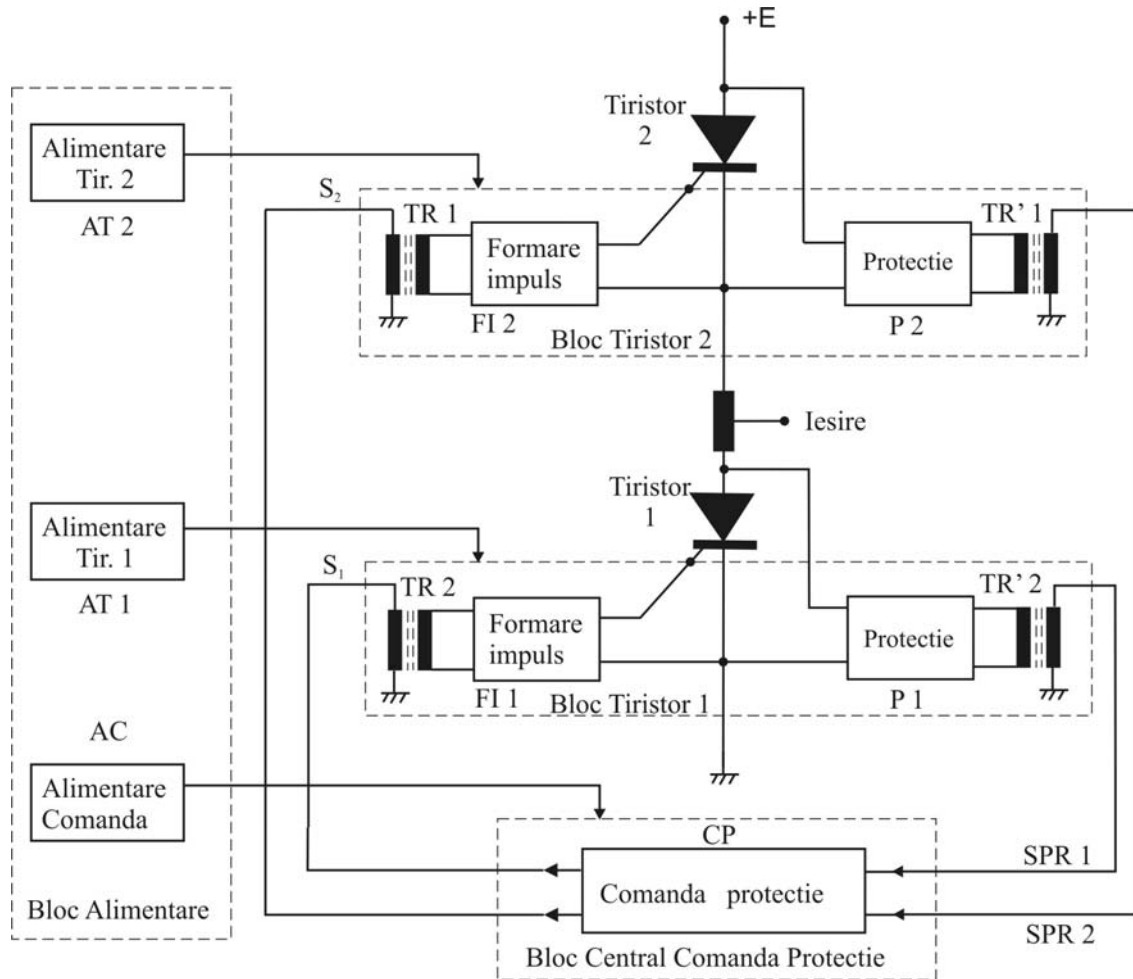 +E
Tiristor
2
Alimentare
Tir. 2
AT 2
S₂
TR 1
TR' 1
Formare
impuls
Protectie
FI 2
P 2
Bloc Tiristor 2
Iesire
Tiristor
1
Alimentare
Tir. 1
AT 1
S₁
TR 2
TR' 2
Formare
impuls
Protectie
FI 1
P 1
Bloc Tiristor 1
AC
Alimentare
Comanda
CP
Comanda protectie
SPR 1
SPR 2
Bloc Alimentare
Bloc Central Comanda Protectie